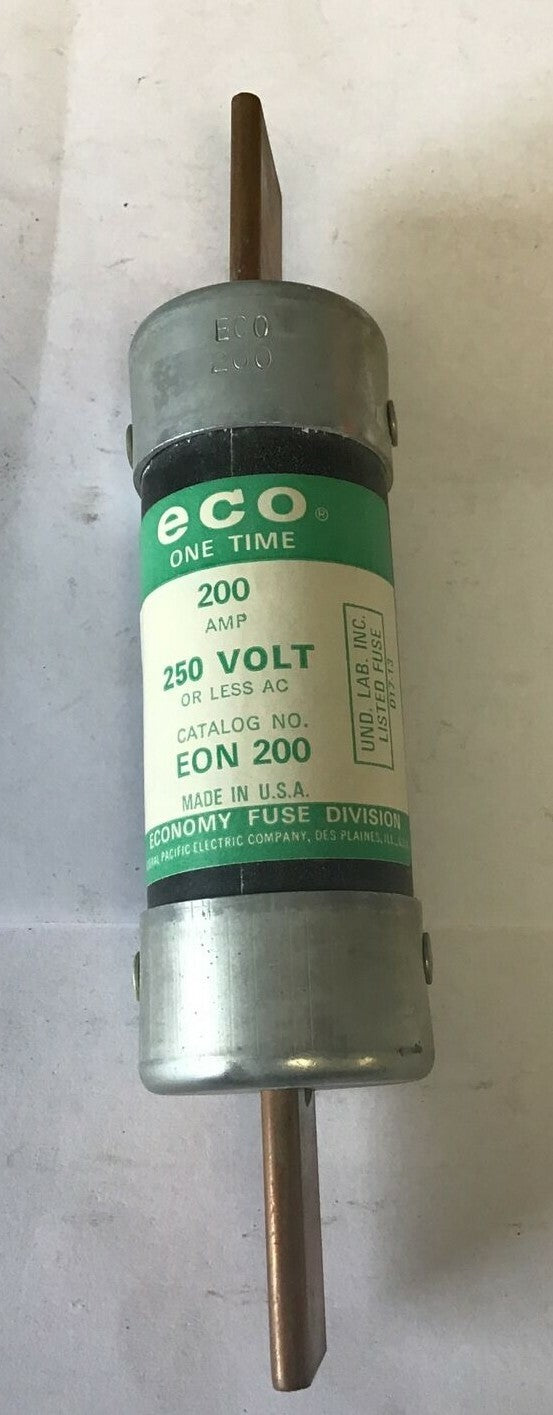 ECO
200
eco®
ONE TIME
200
AMP
250 VOLT
OR LESS AC
CATALOG NO.
EON 200
MADE IN U.S.A.
UND. LAB. INC.
LISTED FUSE
ECONOMY FUSE DIVISION
PACIFIC ELECTRIC COMPANY, DES PLAINES, ILL.